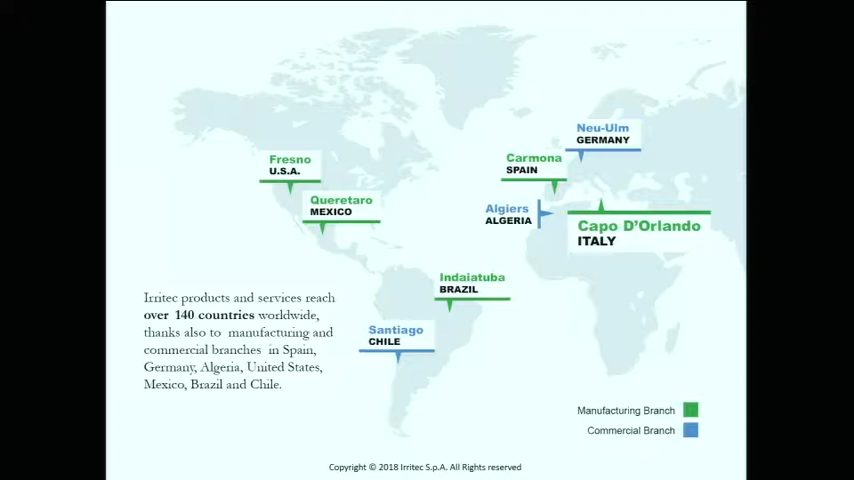 Neu-Ulm
GERMANY
Fresno
U.S.A.
Carmona
SPAIN
Queretaro
MEXICO
Algiers
ALGERIA
Capo D'Orlando
ITALY
Indaiatuba
BRAZIL
Santiago
CHILE
Irritec products and services reach
over 140 countries worldwide,
thanks also to manufacturing and
commercial branches in Spain,
Germany, Algeria, United States,
Mexico, Brazil and Chile.
Manufacturing Branch
Commercial Branch
Copyright © 2018 Irritec S.p.A. All Rights reserved